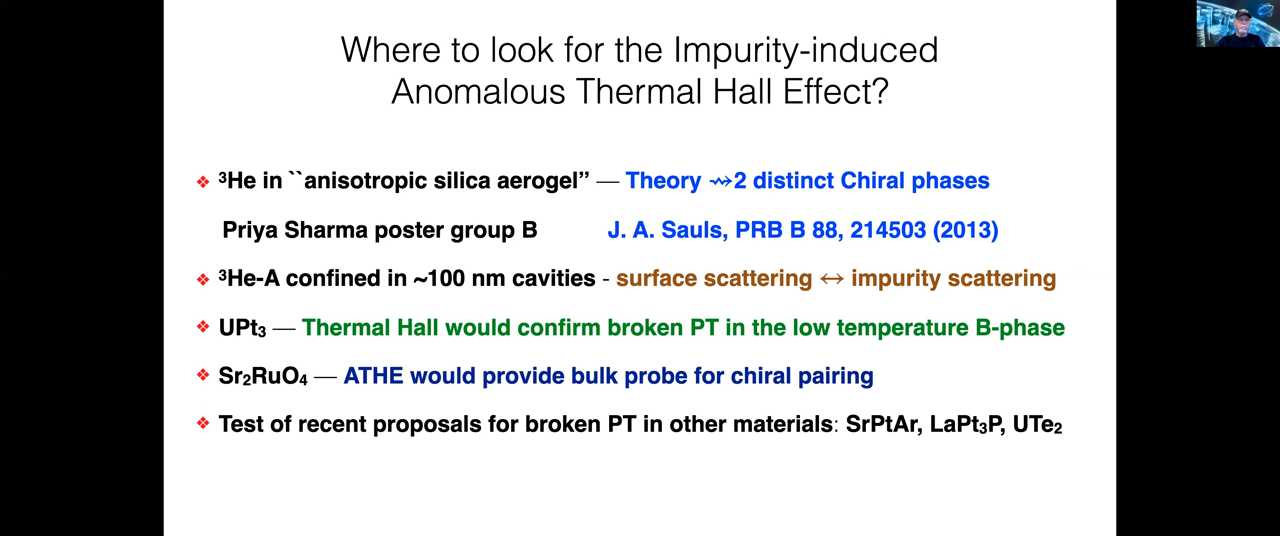 Where to look for the Impurity-induced
Anomalous Thermal Hall Effect?
❖ ³He in ``anisotropic silica aerogel” — Theory ⇝2 distinct Chiral phases
Priya Sharma poster group B J. A. Sauls, PRB B 88, 214503 (2013)
❖ ³He-A confined in ~100 nm cavities - surface scattering ↔ impurity scattering
❖ UPt₃ — Thermal Hall would confirm broken PT in the low temperature B-phase
❖ Sr₂RuO₄ — ATHE would provide bulk probe for chiral pairing
❖ Test of recent proposals for broken PT in other materials: SrPtAr, LaPt₃P, UTe₂